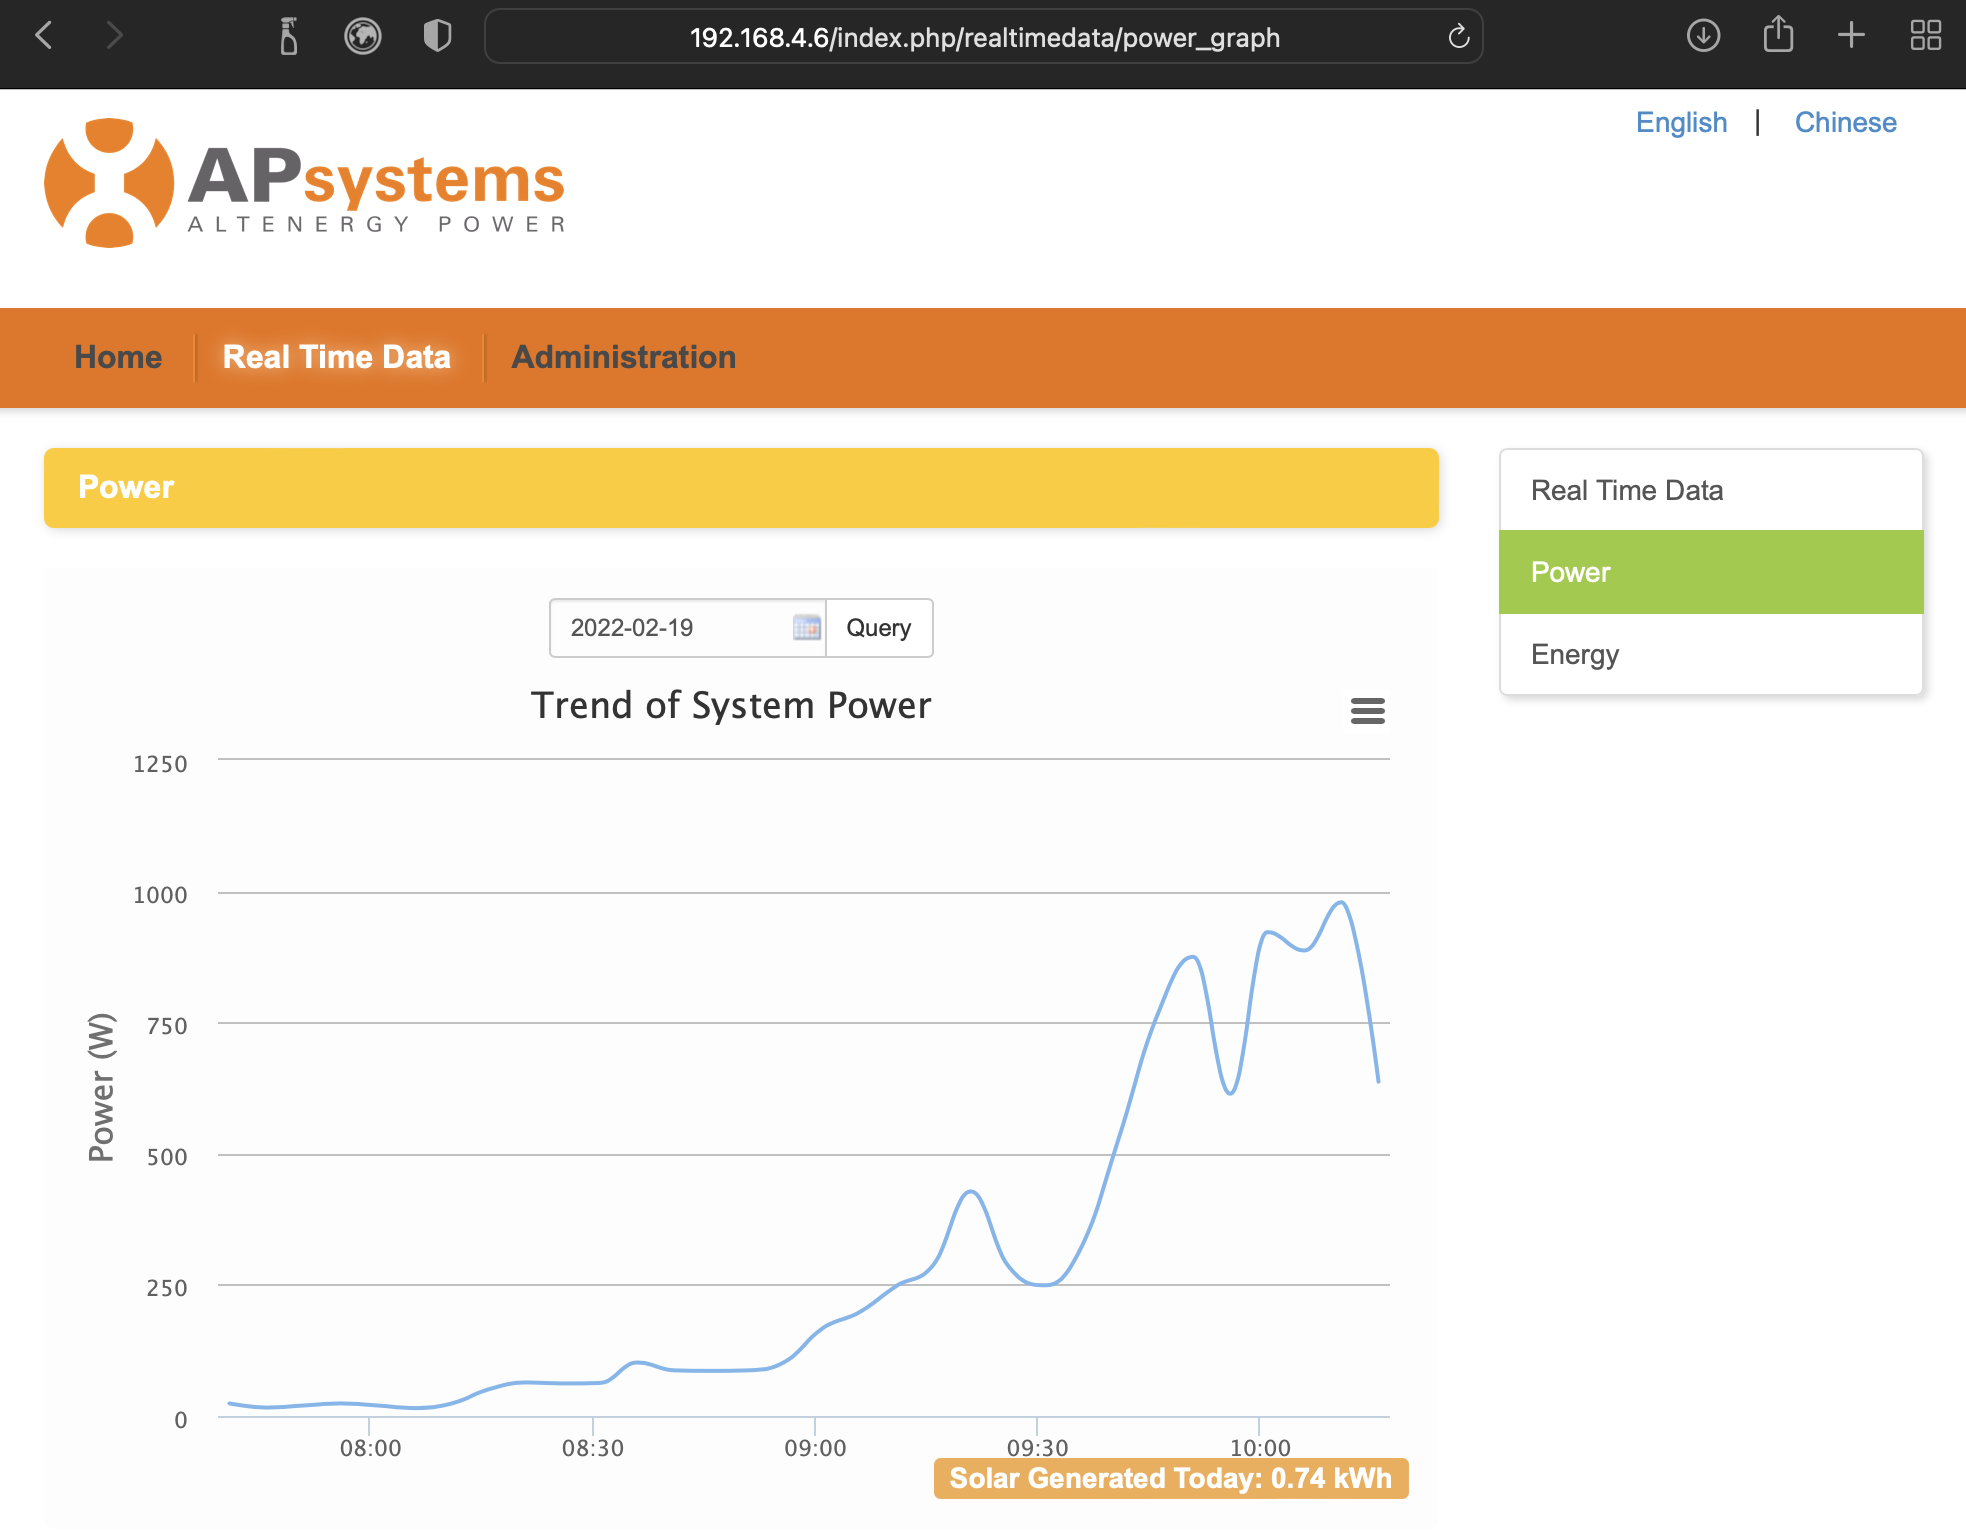 192.168.4.6/index.php/realtimedata/power_graph
English | Chinese
APsystems
ALTENERGY POWER
Home
Real Time Data
Administration
Power
Real Time Data
Power
Energy
2022-02-19
Query
Trend of System Power
1250
1000
750
500
250
0
Power (W)
08:00
08:30
09:00
09:30
10:00
Solar Generated Today: 0.74 kWh